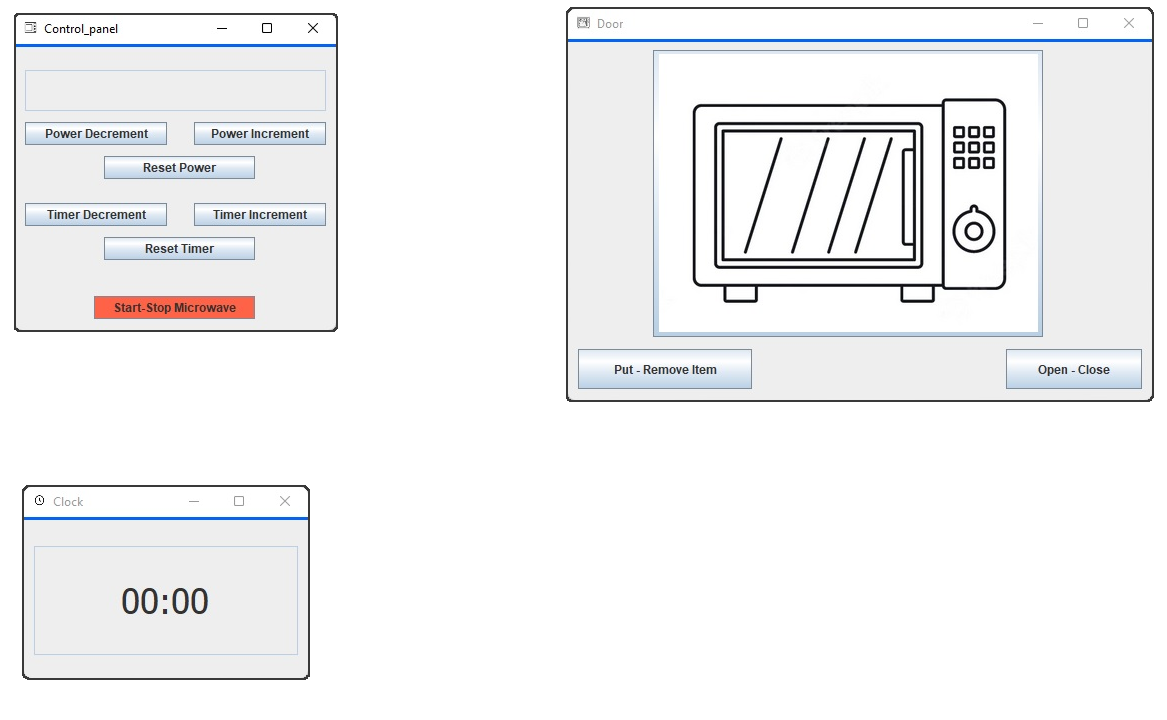 Control_panel
Power Decrement
Power Increment
Reset Power
Timer Decrement
Timer Increment
Reset Timer
Start-Stop Microwave
Door
Put - Remove Item
Open - Close
Clock
00:00